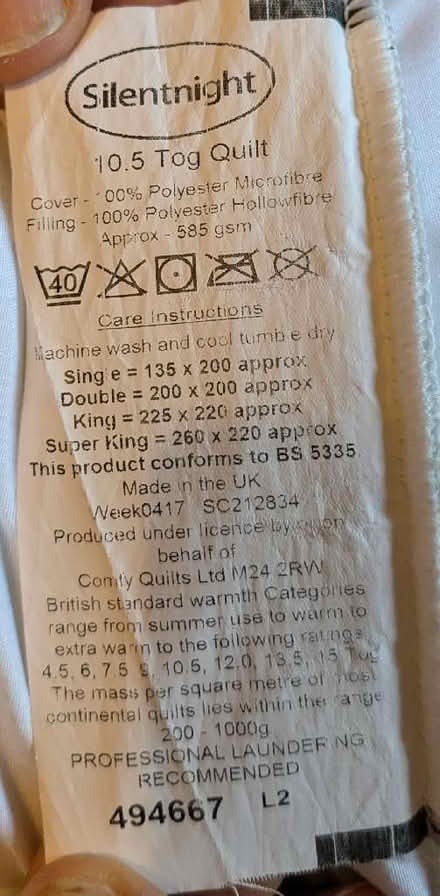 Silentnight
10.5 Tog Quilt
Cover - 100% Polyester Microfibre
Filling - 100% Polyester Hollowfibre
Approx - 585 gsm
40
Care Instructions
Machine wash and cool tumble dry
Single = 135 x 200 approx
Double = 200 x 200 approx
King = 225 x 220 approx
Super King = 260 x 220 approx
This product conforms to BS 5335
Made in the UK
Week0417 SC212834
Produced under licence by / on
behalf of
Comfy Quilts Ltd M24 2RW
British standard warmth Categories
range from summer use to warm to
extra warm to the following ratings
4.5, 6, 7.5 9, 10.5, 12.0, 13.5, 15 Tog
The mass per square metre of most
continental quilts lies within the range
200 - 1000g
PROFESSIONAL LAUNDERING
RECOMMENDED
494667 L2